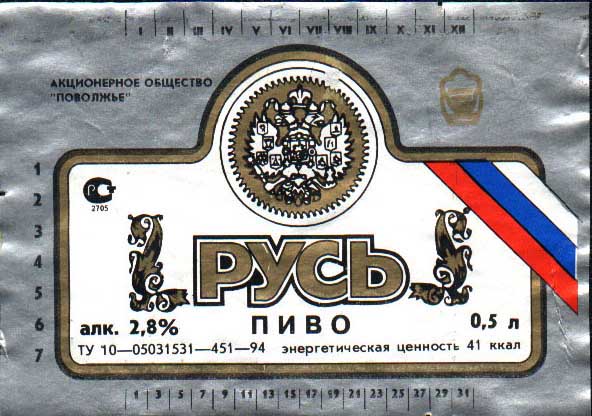 I II III IV V VI VII VIII IX X XI XII
АКЦИОНЕРНОЕ ОБЩЕСТВО
"ПОВОЛЖЬЕ"
1
2
3
4
5
6
7
РСТ
2705
РУСЬ
ПИВО
алк. 2,8%
0,5 л
ТУ 10—05031531—451—94 энергетическая ценность 41 ккал
1 3 5 7 9 11 13 15 17 19 21 23 25 27 29 31